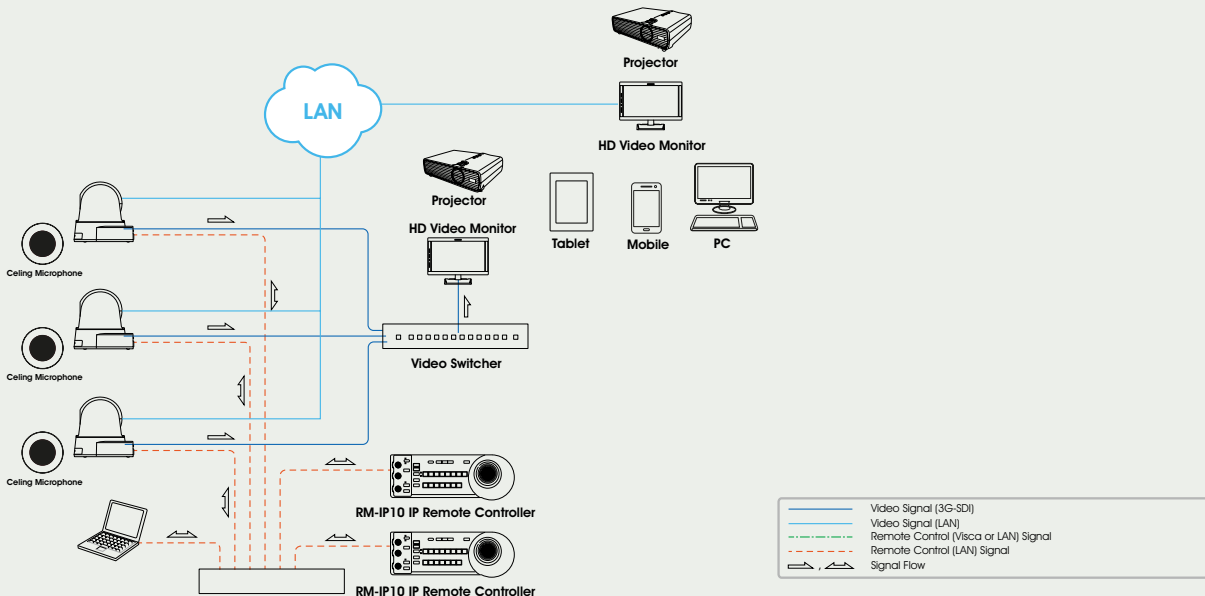 Projector
LAN
HD Video Monitor
Projector
HD Video Monitor
Tablet
Mobile
PC
Celing Microphone
Video Switcher
Celing Microphone
Celing Microphone
RM-IP10 IP Remote Controller
RM-IP10 IP Remote Controller
Video Signal (3G-SDI)
Video Signal (LAN)
Remote Control (Visca or LAN) Signal
Remote Control (LAN) Signal
, Signal Flow